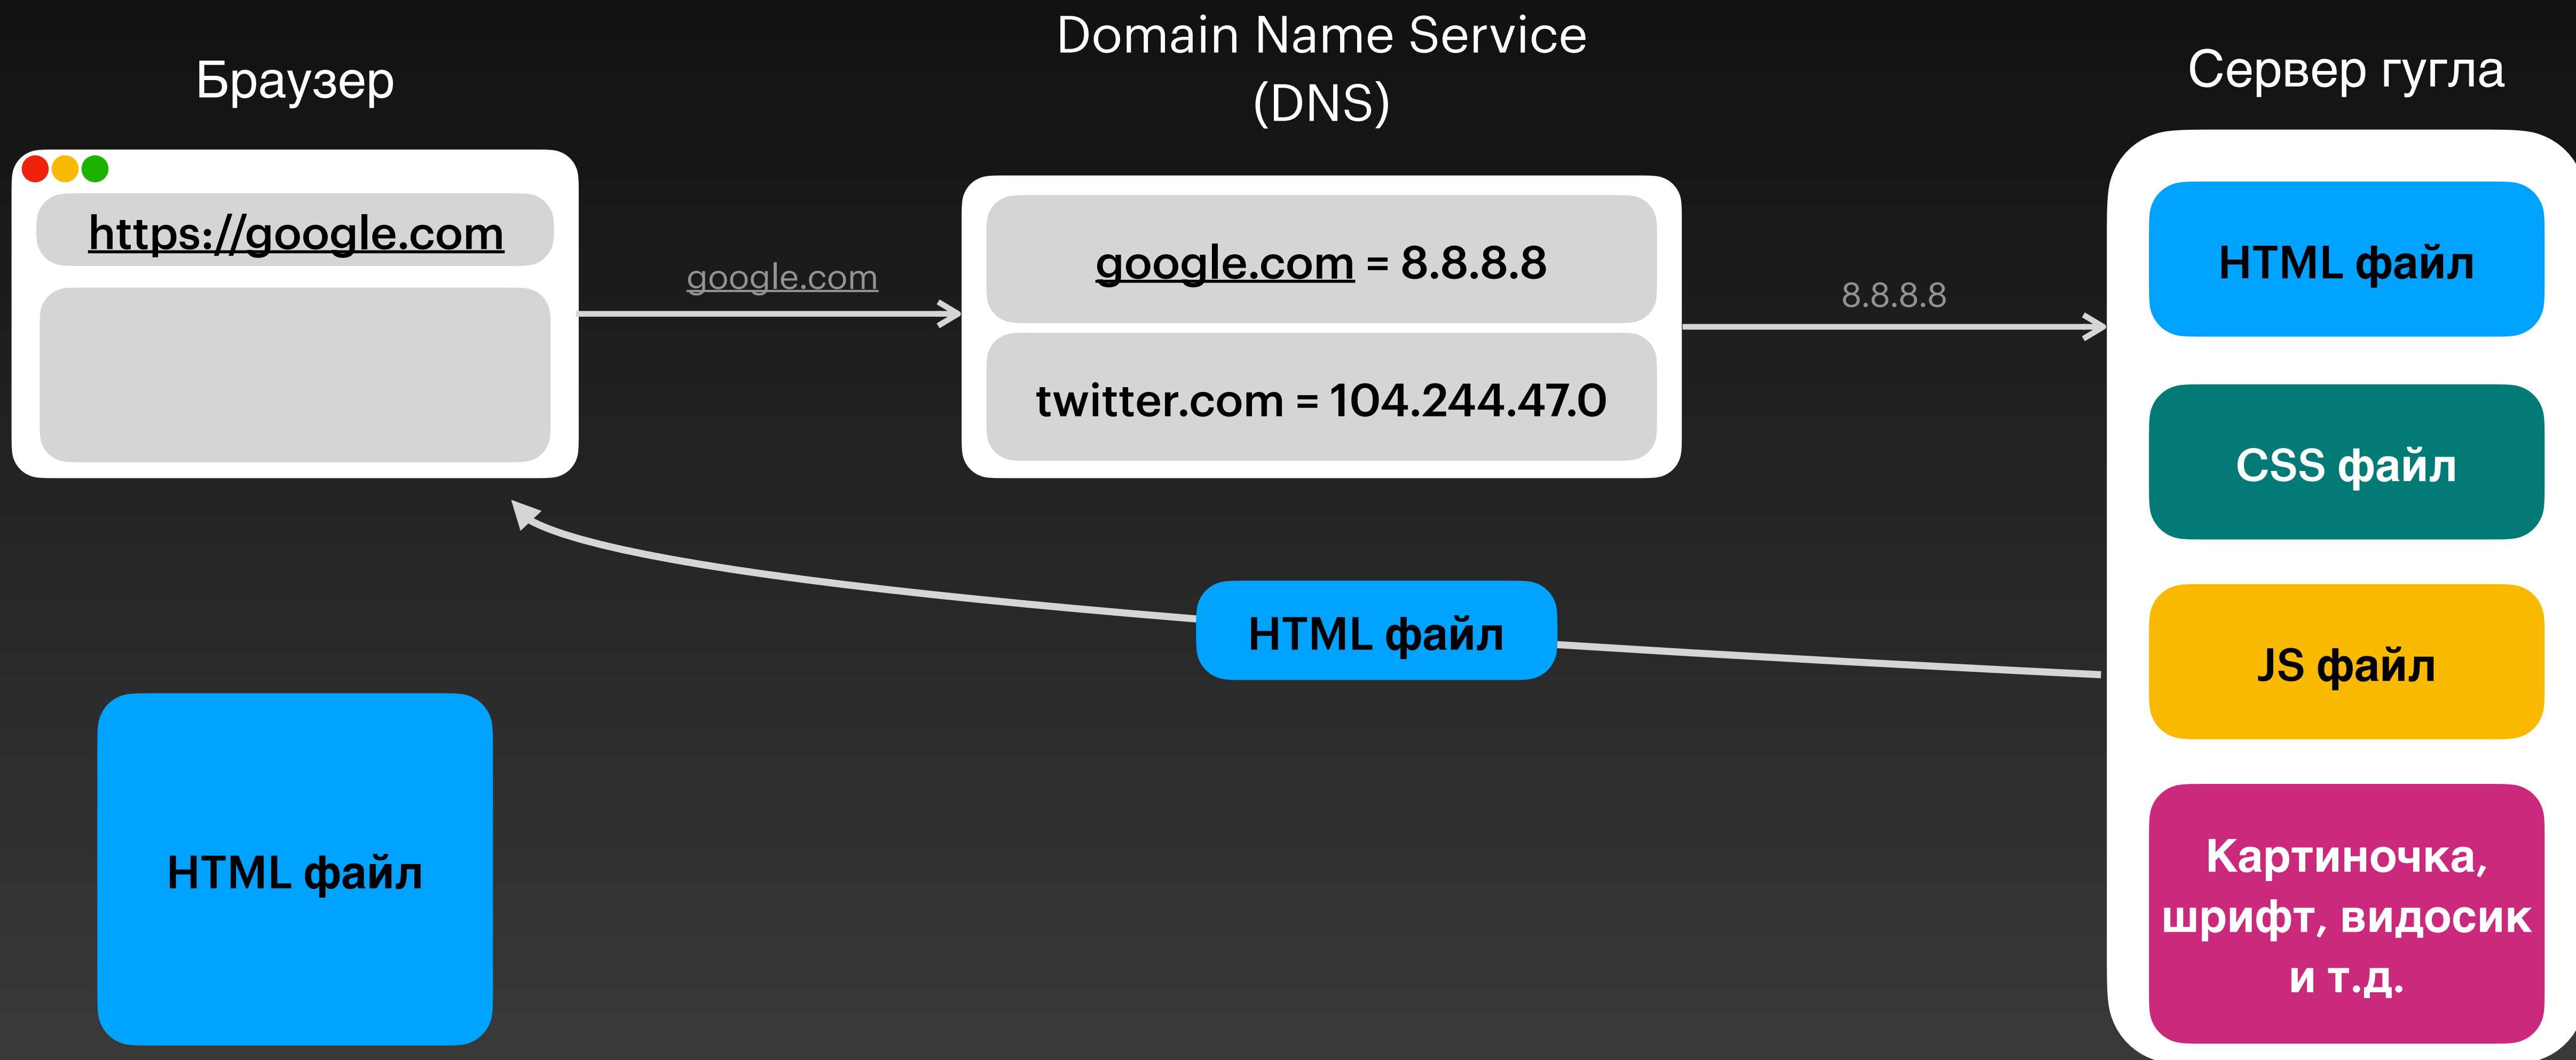 Браузер
Domain Name Service
(DNS)
Сервер гугла
https://google.com
google.com
google.com = 8.8.8.8
twitter.com = 104.244.47.0
8.8.8.8
HTML файл
CSS файл
JS файл
Картиночка,
шрифт, видосик
и т.д.
HTML файл
HTML файл